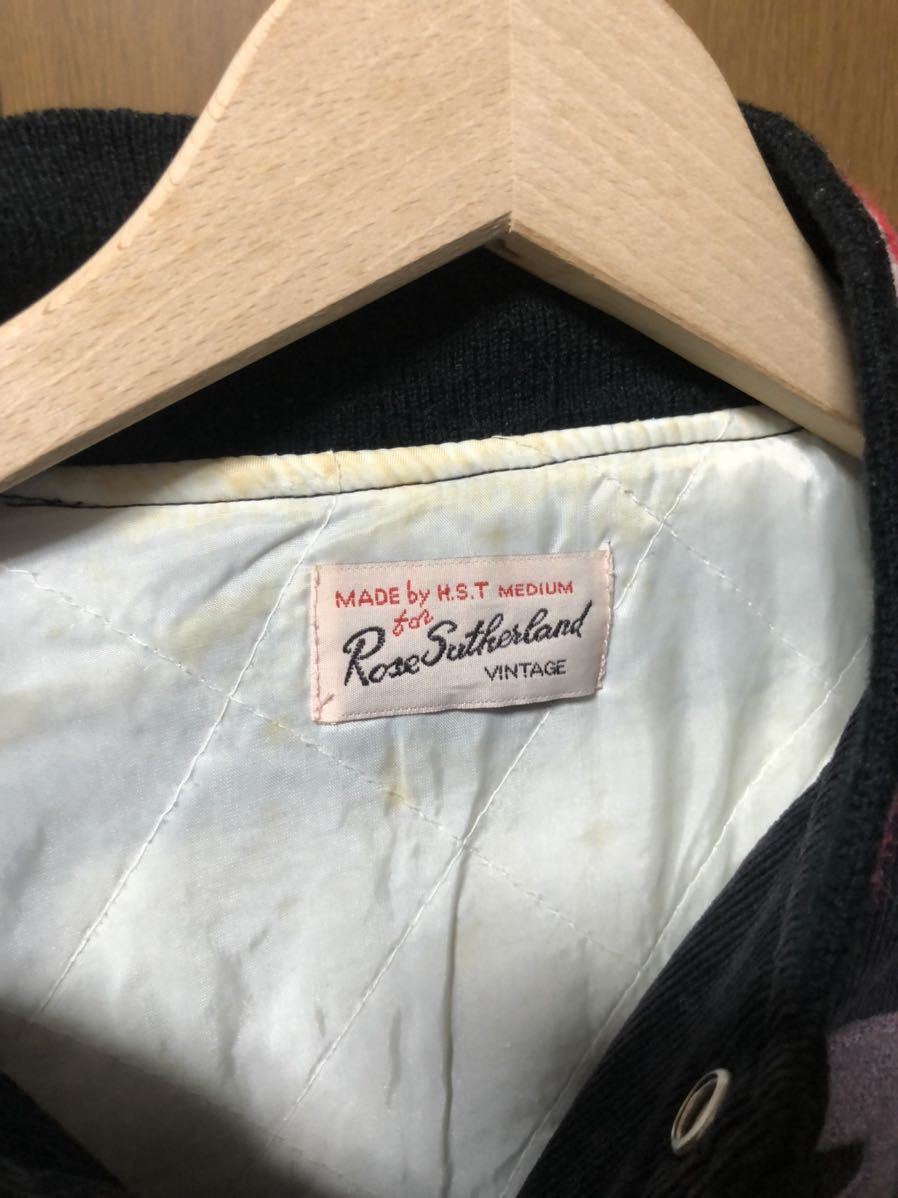 MADE by H.S.T MEDIUM
for
Rose Sutherland
VINTAGE